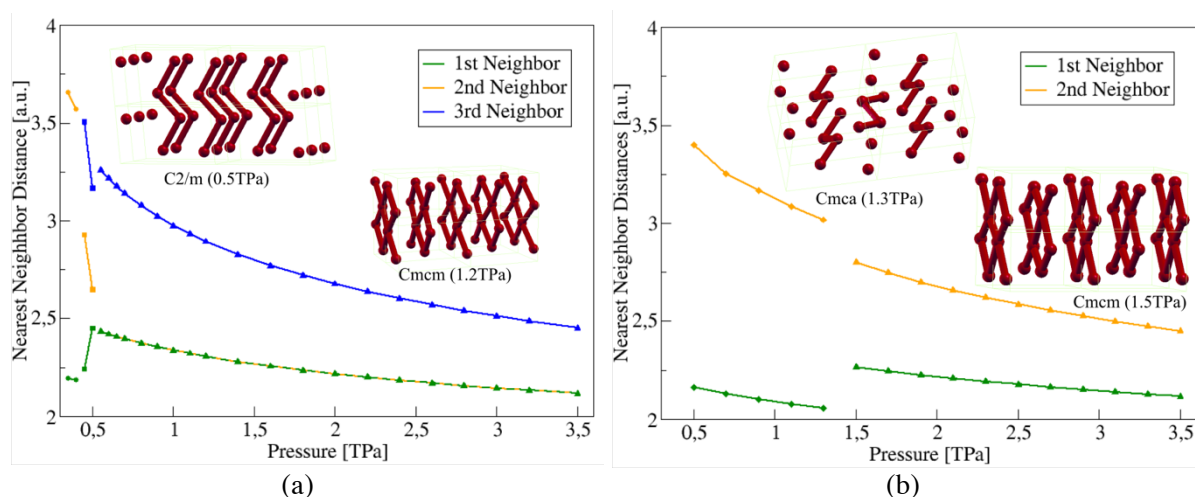 4
3.5
3
2.5
2
Nearest Neighhbor Distance [a.u.]
C2/m (0.5TPa)
Cmcm (1.2TPa)
1st Neighbor
2nd Neighbor
3rd Neighbor
0,5 1 1,5 2 2,5 3 3,5
Pressure [TPa]
(a)
4
3.5
3
2.5
2
Nearest Neighbor Distances [a.u.]
Cmca (1.3TPa)
Cmcm (1.5TPa)
1st Neighbor
2nd Neighbor
0,5 1 1,5 2 2,5 3 3,5
Pressure [TPa]
(b)